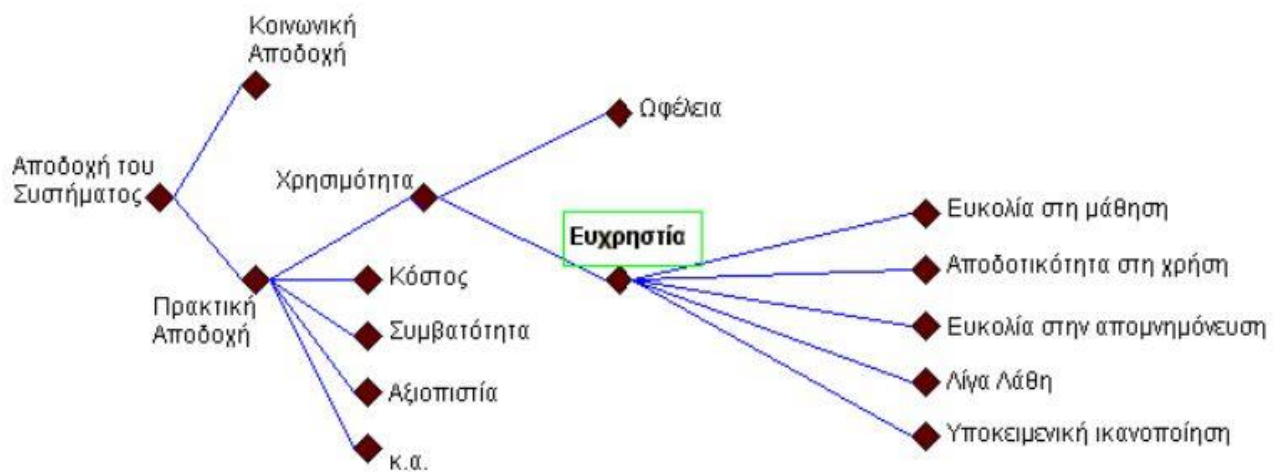 Κοινωνική
Αποδοχή
Ωφέλεια
Αποδοχή του
Συστήματος
Χρησιμότητα
Ευχρηστία
Ευκολία στη μάθηση
Αποδοτικότητα στη χρήση
Κόστος
Πρακτική
Αποδοχή
Συμβατότητα
Ευκολία στην απομνημόνευση
Αξιοπιστία
Λίγα Λάθη
Υποκειμενική ικανοποίηση
κ.α.